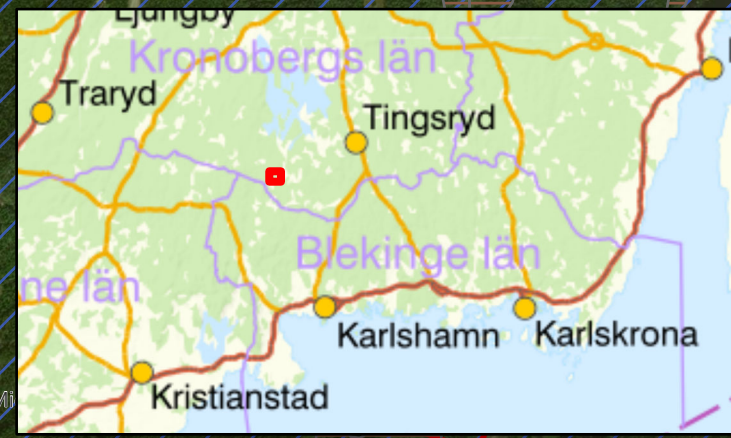 Ljungby
Kronobergs län
Traryd
Tingsryd
Blekinge län
ne län
Karlshamn
Karlskrona
Kristianstad